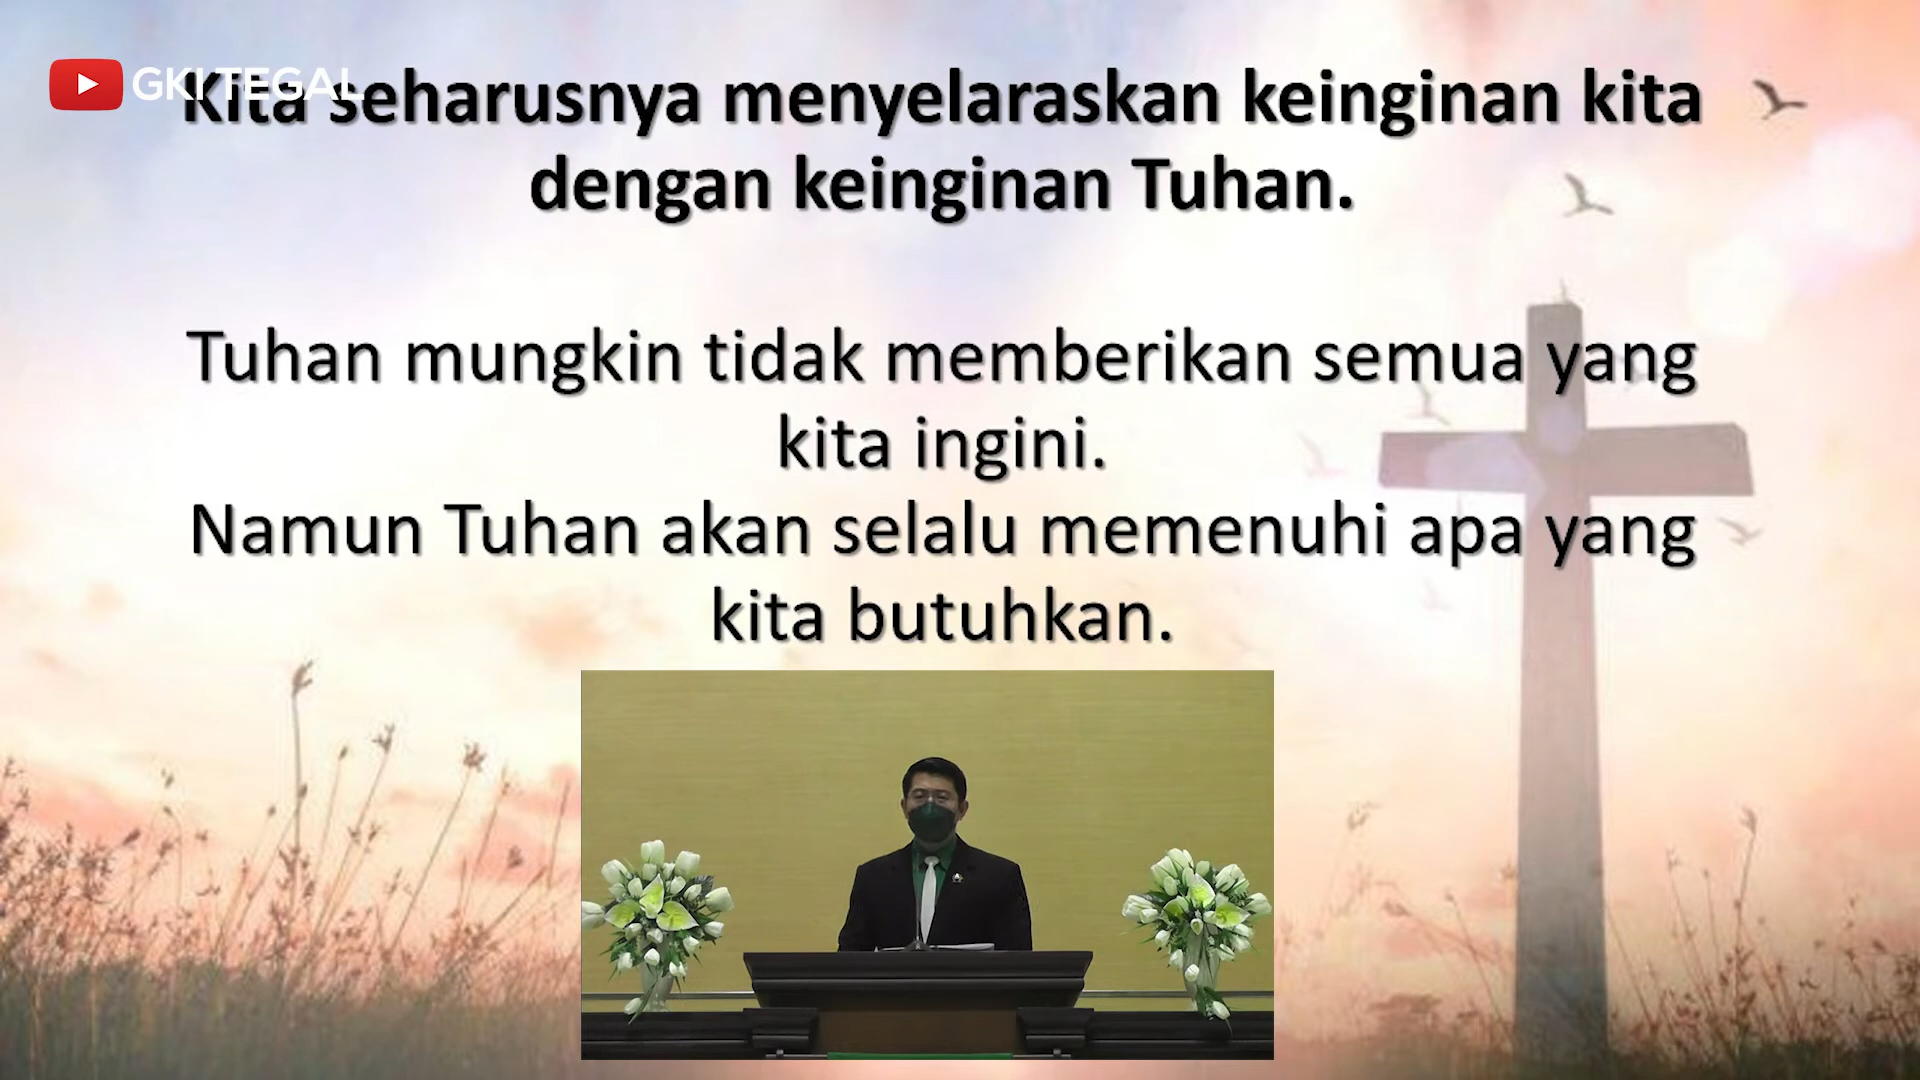 GKI TEGAL
Kita seharusnya menyelaraskan keinginan kita
dengan keinginan Tuhan.
Tuhan mungkin tidak memberikan semua yang
kita ingini.
Namun Tuhan akan selalu memenuhi apa yang
kita butuhkan.